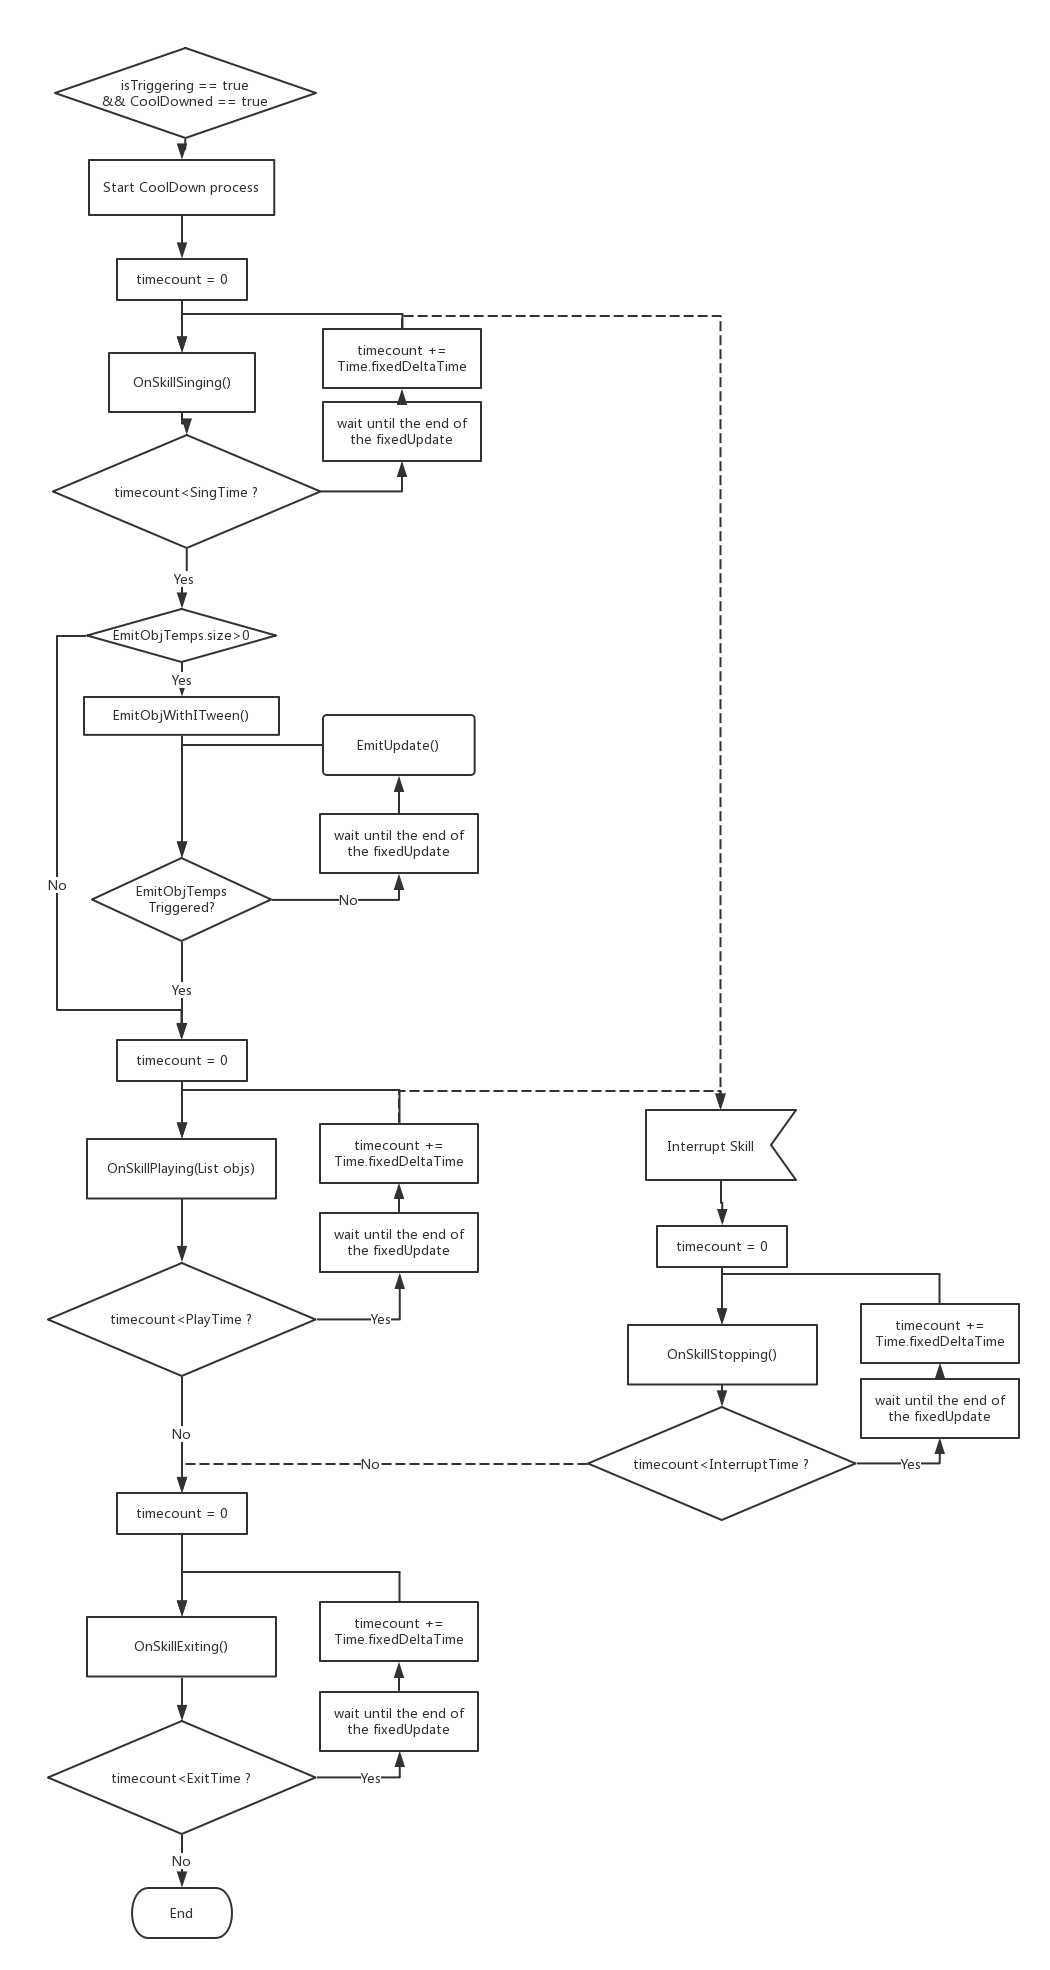 isTriggering == true
&& CoolDowned == true
Start CoolDown process
timecount = 0
timecount +=
Time.fixedDeltaTime
OnSkillSinging()
wait until the end of
the fixedUpdate
timecount<SingTime ?
Yes
EmitObjTemps.size>0
Yes
EmitObjWithITween()
EmitUpdate()
wait until the end of
the fixedUpdate
No
EmitObjTemps
Triggered?
No
Yes
timecount = 0
timecount +=
Time.fixedDeltaTime
Interrupt Skill
OnSkillPlaying(List objs)
wait until the end of
the fixedUpdate
timecount = 0
timecount<PlayTime ?
Yes
timecount +=
Time.fixedDeltaTime
OnSkillStopping()
wait until the end of
the fixedUpdate
No
No
timecount<InterruptTime ?
Yes
timecount = 0
timecount +=
Time.fixedDeltaTime
OnSkillExiting()
wait until the end of
the fixedUpdate
timecount<ExitTime ?
Yes
No
End